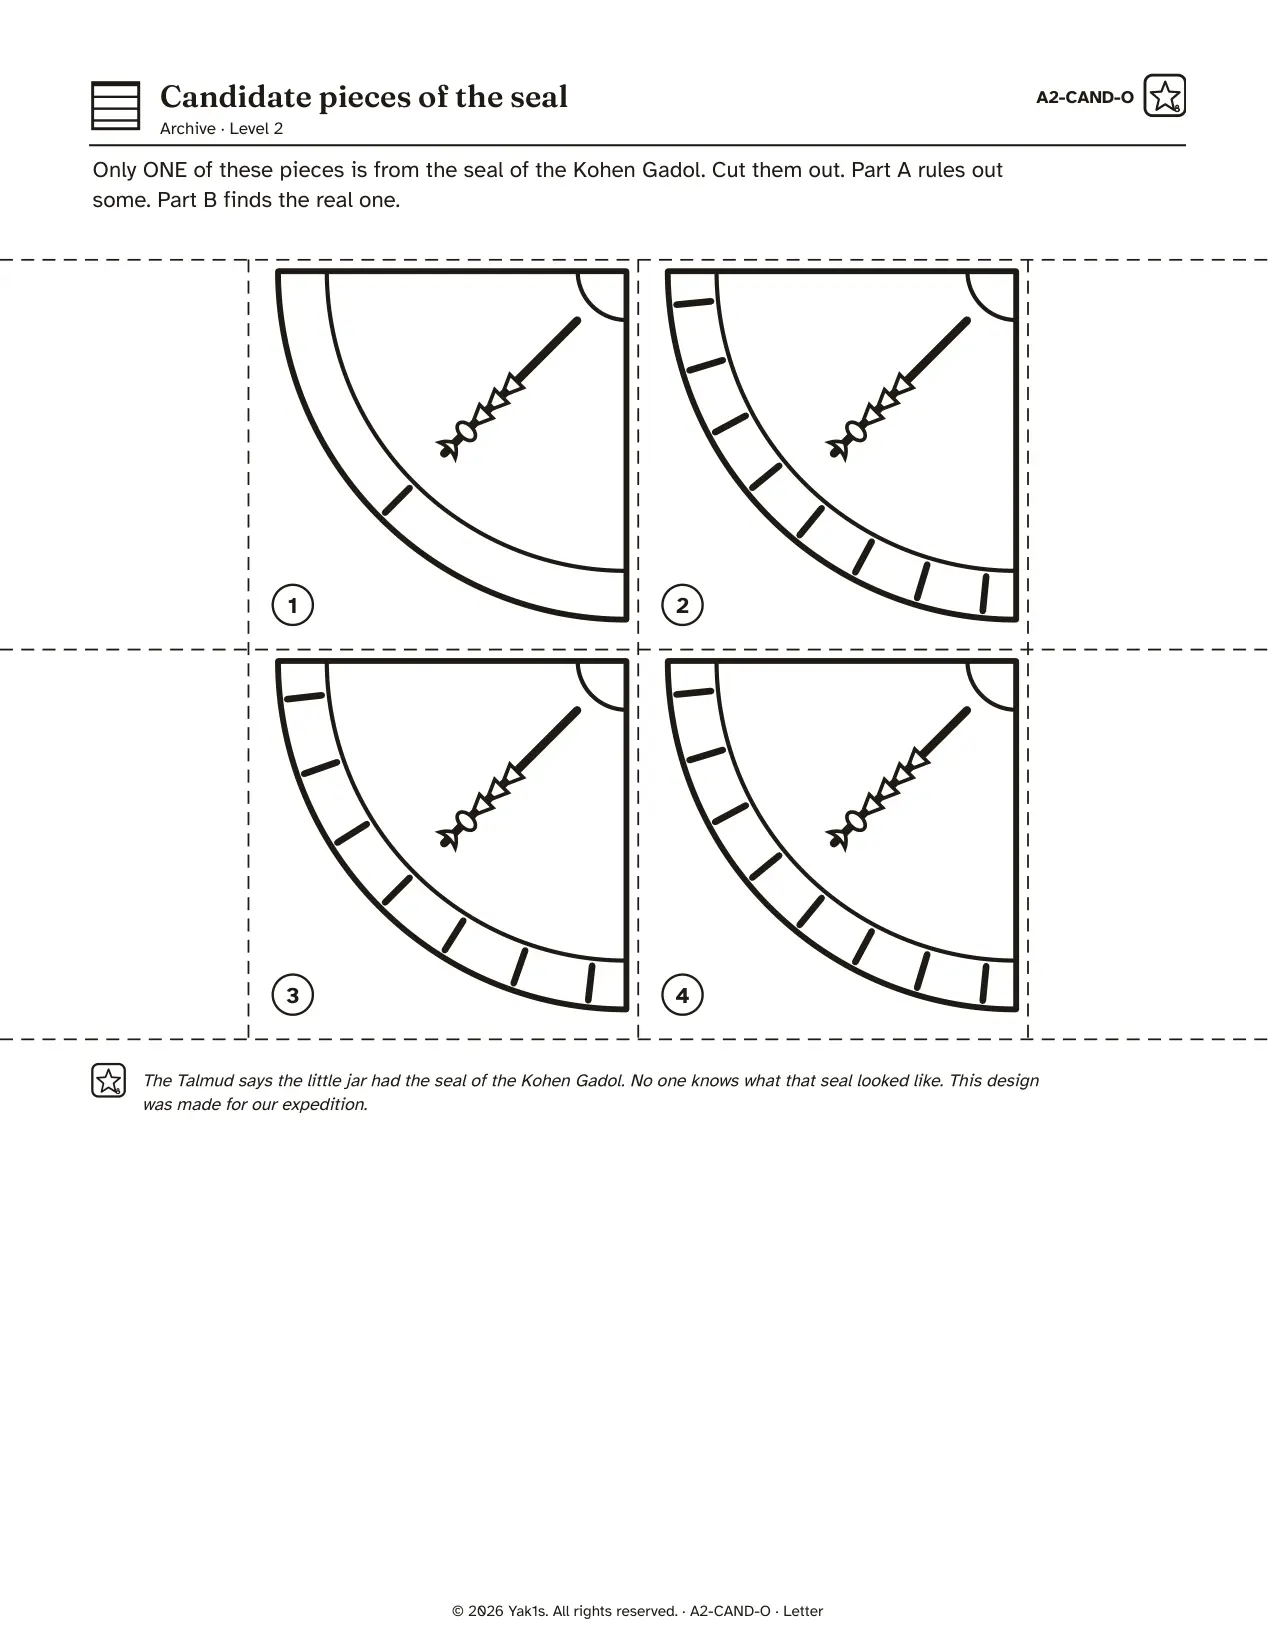 Candidate pieces of the seal
Archive · Level 2
A2-CAND-O
Only ONE of these pieces is from the seal of the Kohen Gadol. Cut them out. Part A rules out
some. Part B finds the real one.
1
2
3
4
The Talmud says the little jar had the seal of the Kohen Gadol. No one knows what that seal looked like. This design
was made for our expedition.
© 2026 Yak1s. All rights reserved. · A2-CAND-O · Letter